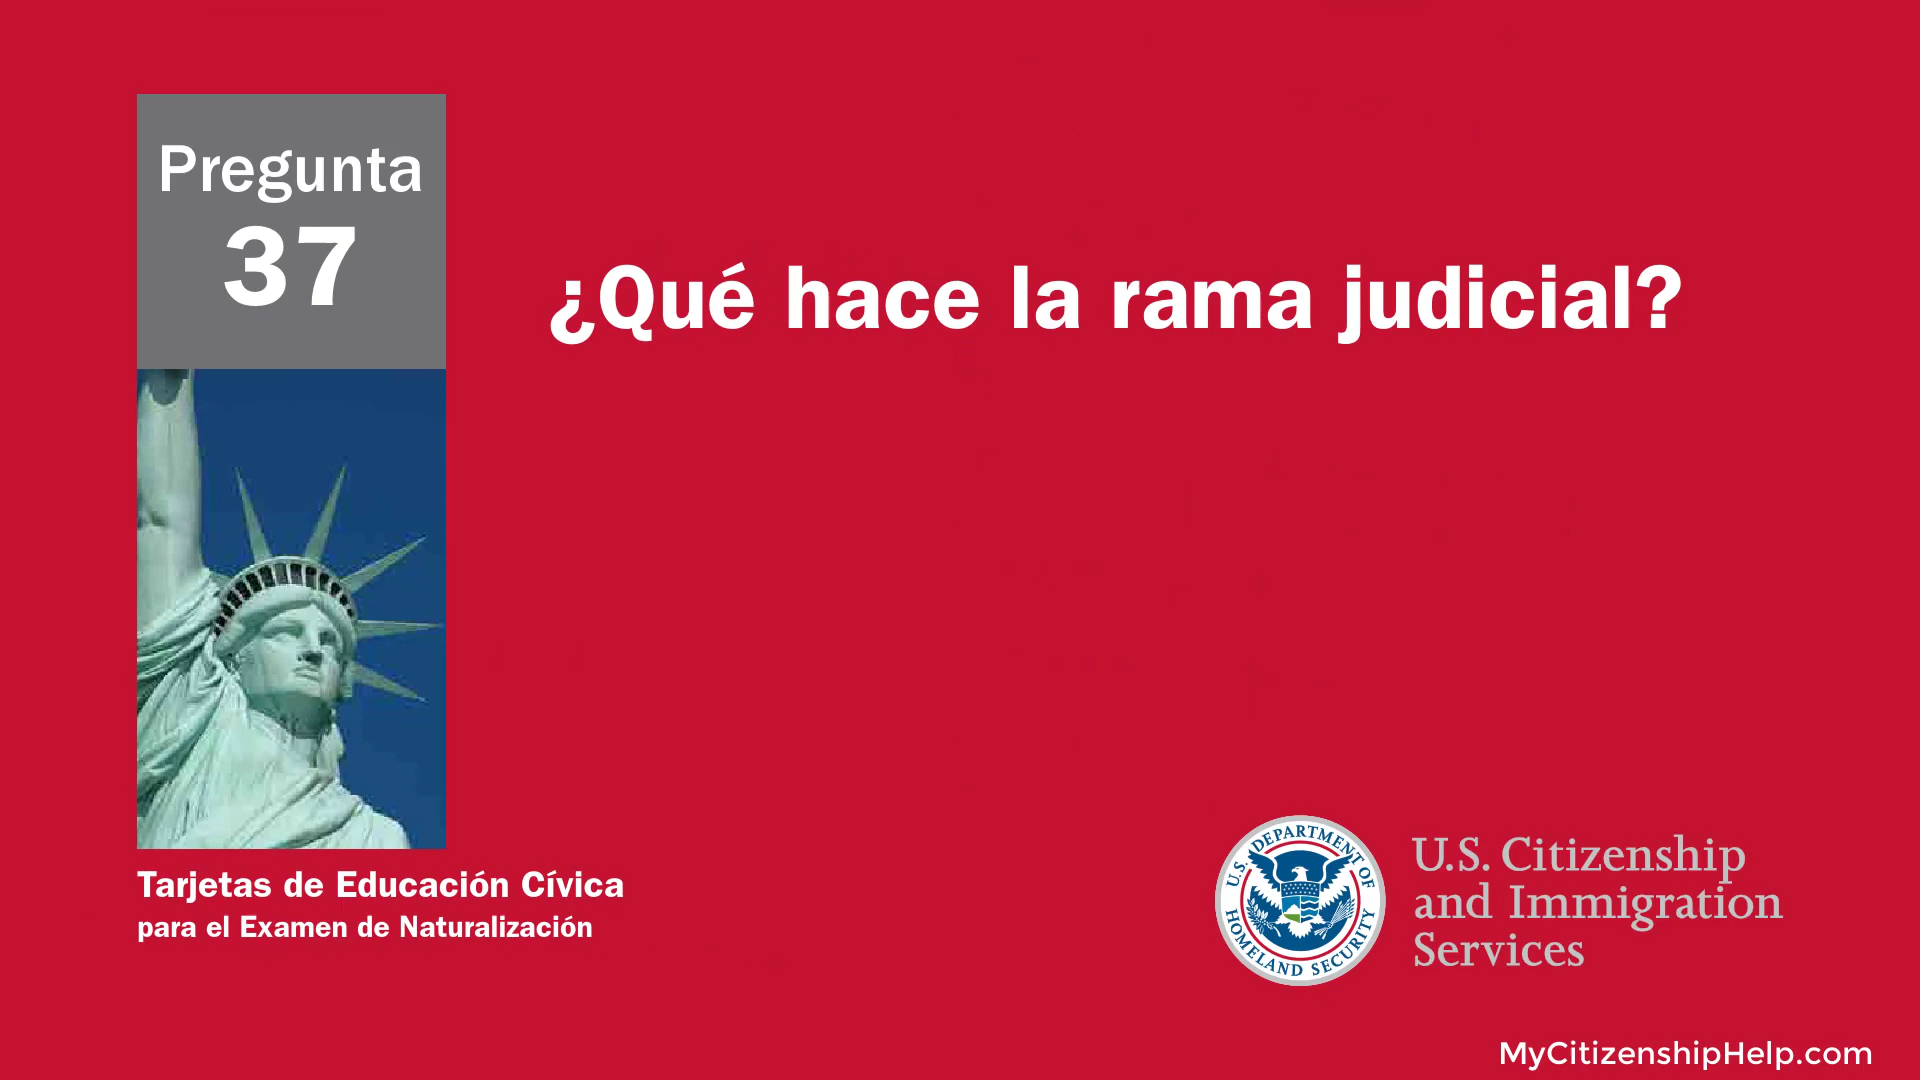 Pregunta
37
¿Qué hace la rama judicial?
Tarjetas de Educación Cívica
para el Examen de Naturalización
U.S. DEPARTMENT OF
HOMELAND SECURITY
U.S. Citizenship
and Immigration
Services
MyCitizenshipHelp.com